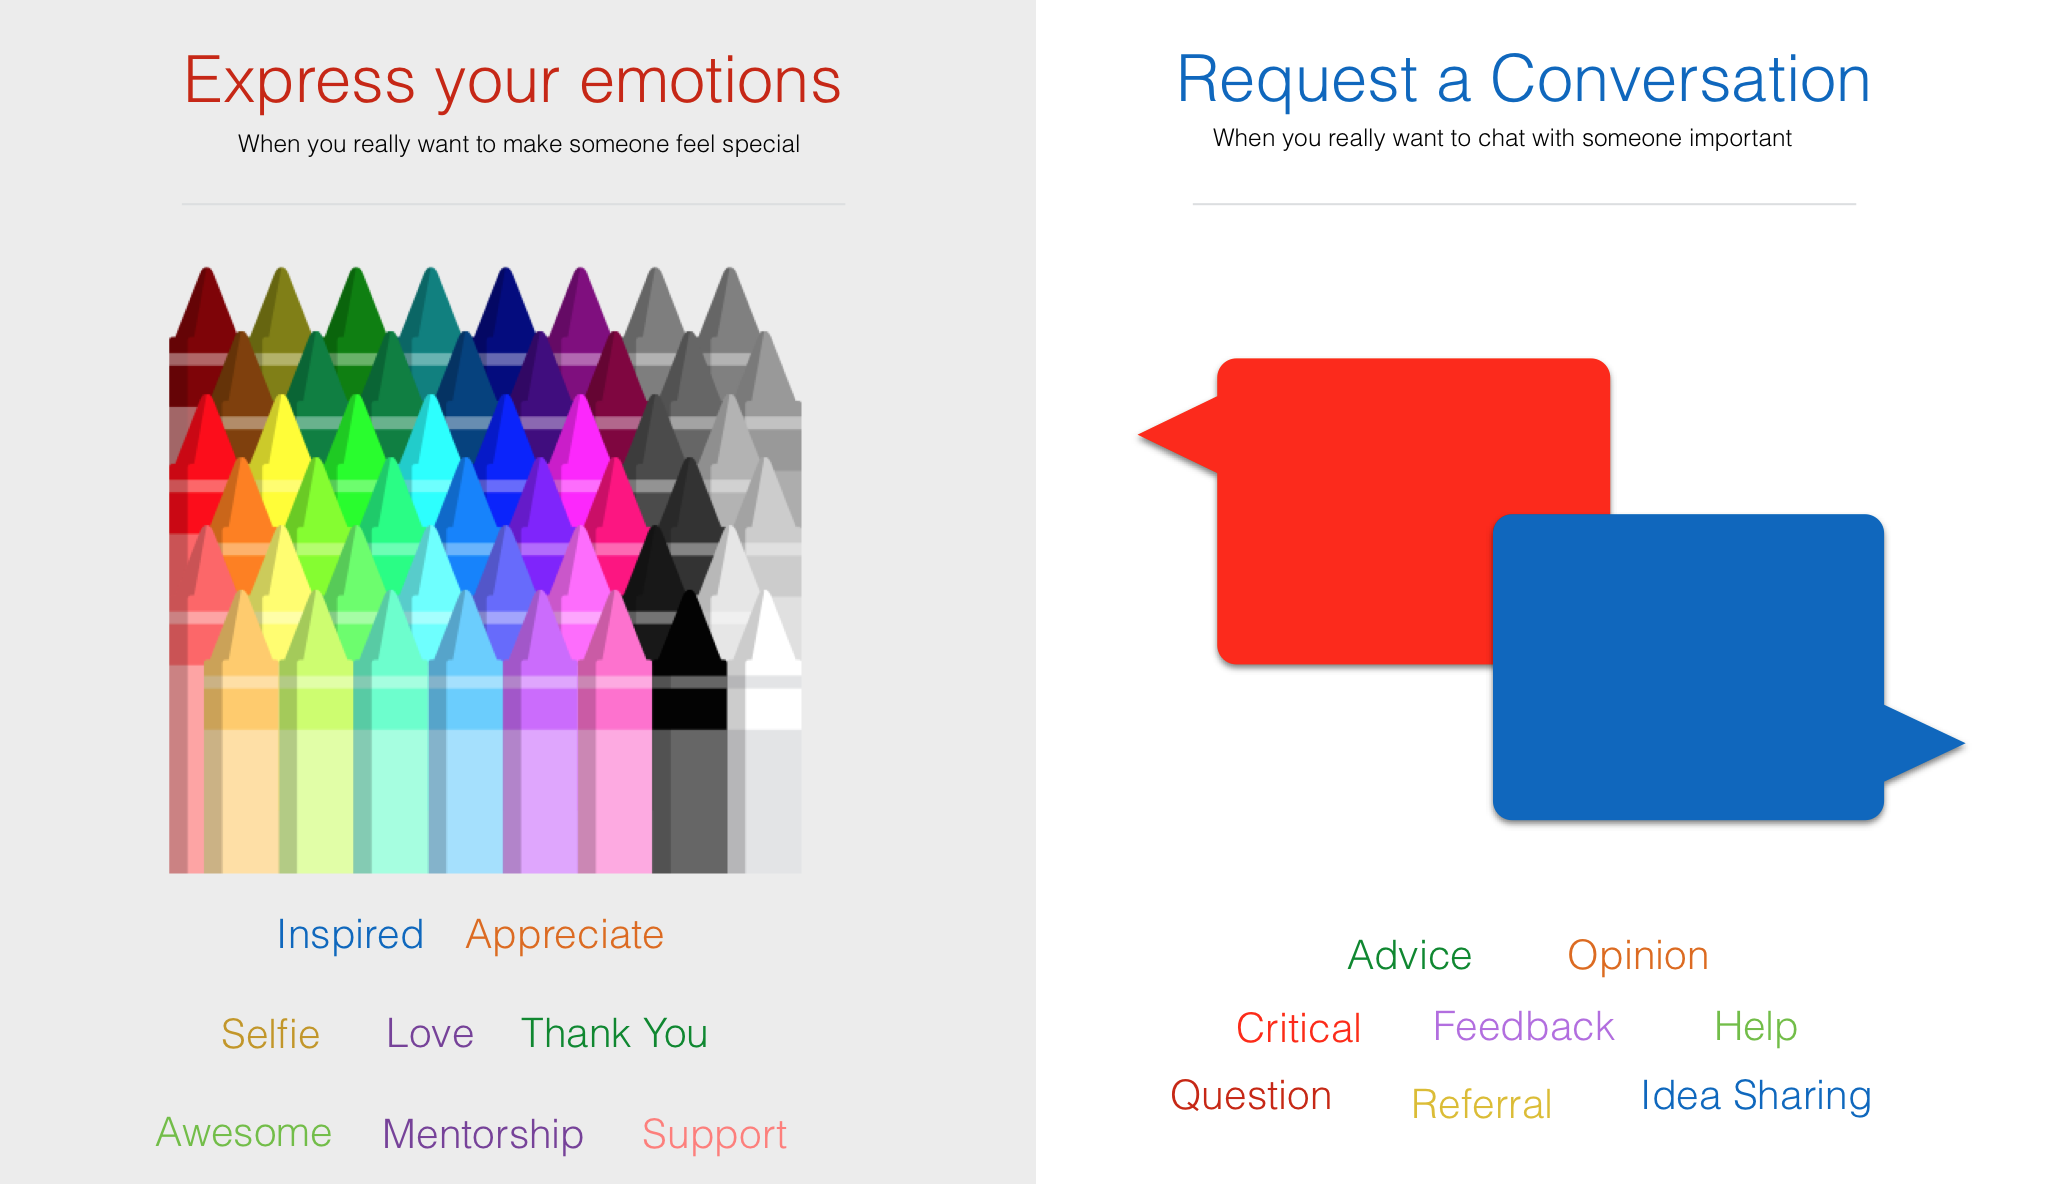 Express your emotions
When you really want to make someone feel special
Inspired Appreciate
Selfie Love Thank You
Awesome Mentorship Support
Request a Conversation
When you really want to chat with someone important
Advice Opinion
Critical Feedback Help
Question Referral Idea Sharing